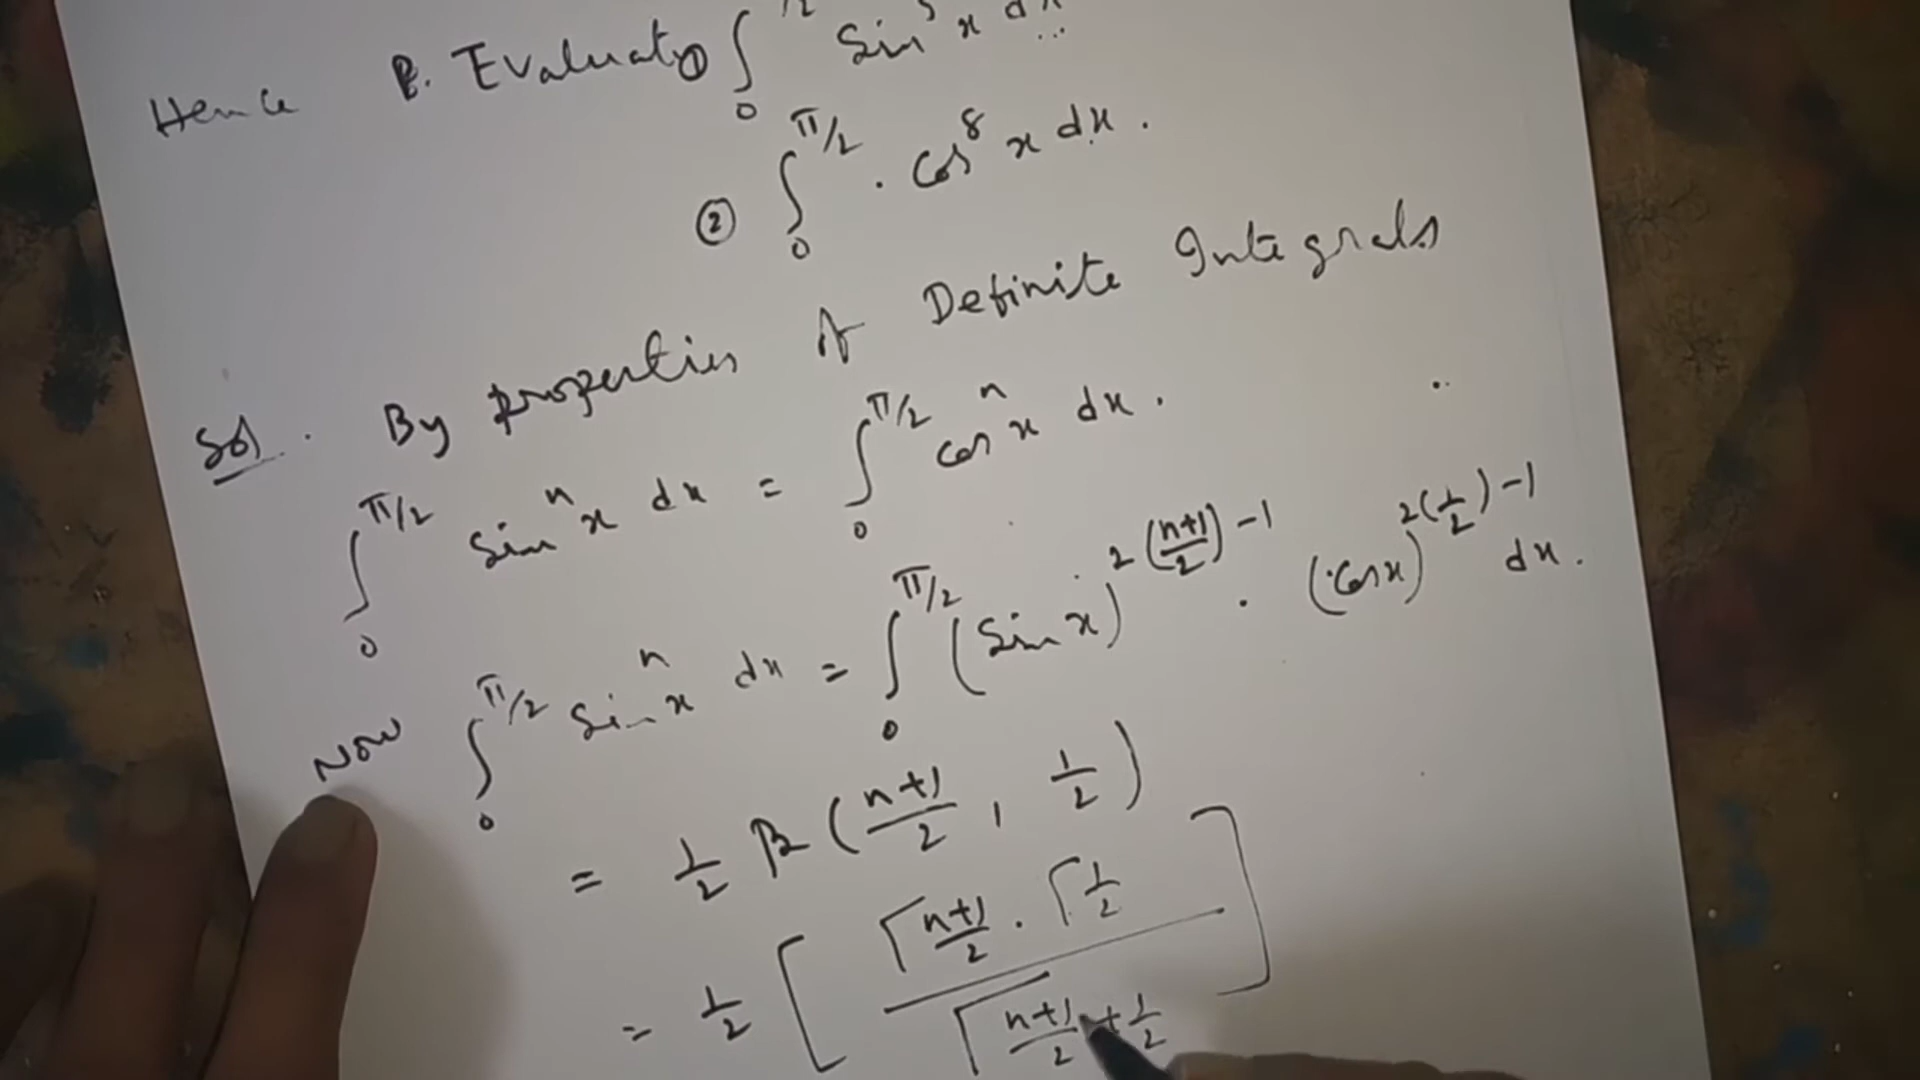 Hence P. Evaluate ① ∫₀ Sin x dx
② ∫₀^{π/2} . Cos⁸ x dx.
Sol. By properties of Definite Integrals
∫₀^{π/2} Sinⁿ x dx = ∫₀^{π/2} cosⁿ x dx.
Now ∫₀^{π/2} Sinⁿ x dx = ∫₀^{π/2} (Sin x)^{2((n+1)/2)-1} . (cos x)^{2(1/2)-1} dx.
= 1/2 β((n+1)/2, 1/2)
= 1/2 [ Γ(n+1)/2 . Γ1/2 / Γ(n+1)/2 + 1/2 ]